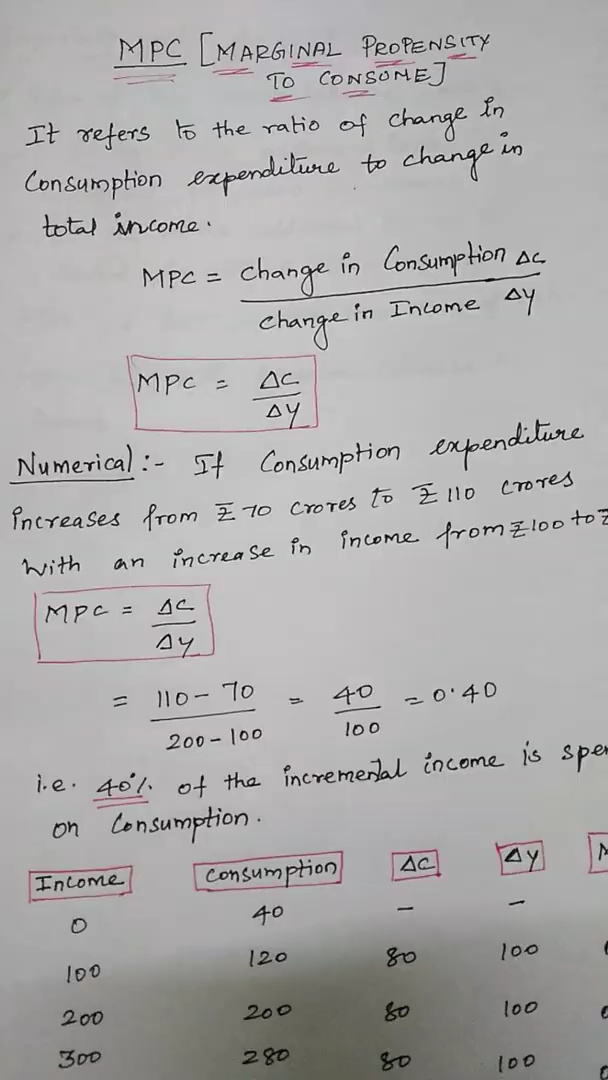 MPC [MARGINAL PROPENSITY
TO CONSUME]
It refers to the ratio of change in
Consumption expenditure to change in
total income.
MPC = change in Consumption ΔC
change in Income ΔY
MPC = ΔC
ΔY
Numerical:- If Consumption expenditure
increases from ₹70 crores to ₹110 crores
with an increase in income from ₹100 to ₹
MPC = ΔC
ΔY
= 110-70 = 40 = 0.40
200-100 100
i.e. 40% of the incremental income is
on Consumption.
Income Consumption ΔC ΔY
0 40 - -
100 120 80 100
200 200 80 100
300 280 80 100